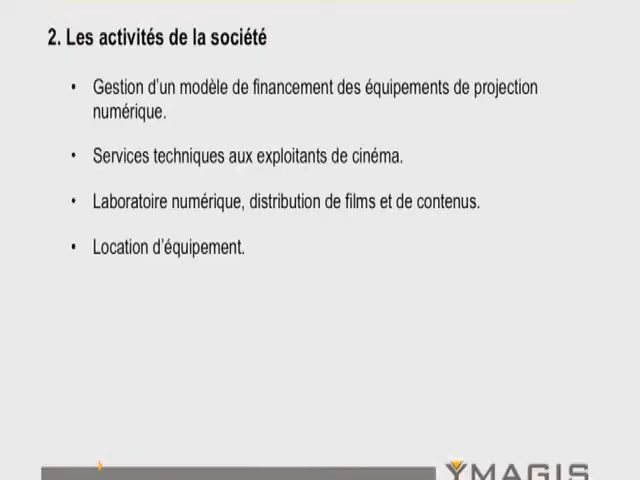 2. Les activités de la société
• Gestion d'un modèle de financement des équipements de projection
numérique.
• Services techniques aux exploitants de cinéma.
• Laboratoire numérique, distribution de films et de contenus.
• Location d'équipement.
YMAGIS